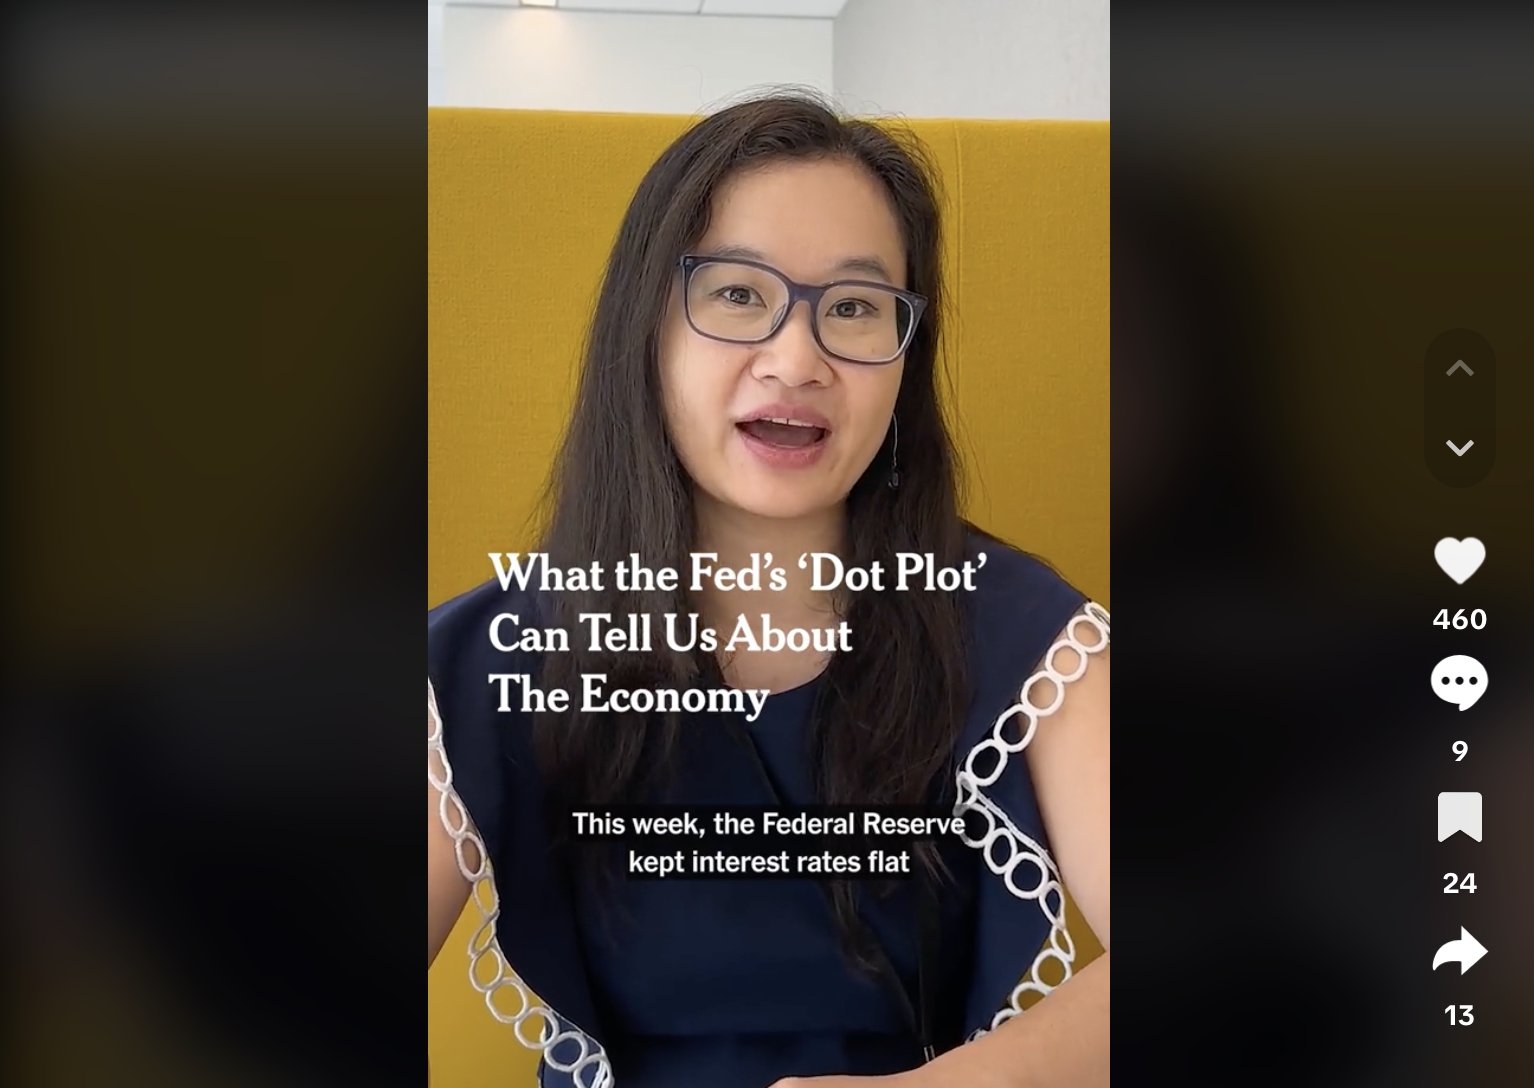 What the Fed’s ‘Dot Plot’
Can Tell Us About
The Economy
This week, the Federal Reserve
kept interest rates flat
460
9
24
13